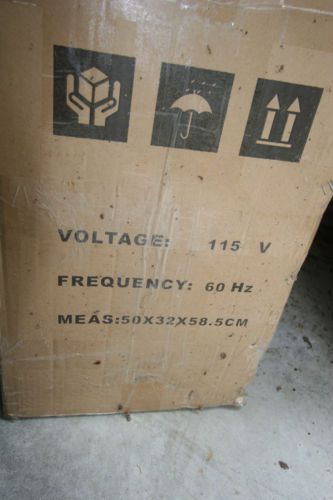 VOLTAGE: 115 V
FREQUENCY: 60 Hz
MEAS:50X32X58.5CM